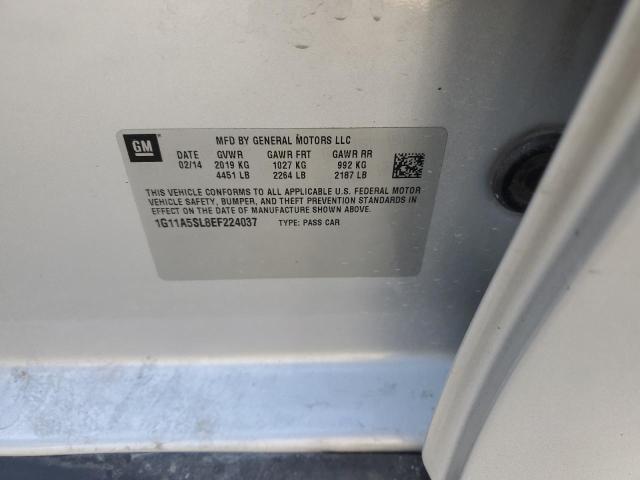 GM
MFD BY GENERAL MOTORS LLC
DATE GVWR GAWR FRT GAWR RR
02/14 2019 KG 1027 KG 992 KG
4451 LB 2264 LB 2187 LB
THIS VEHICLE CONFORMS TO ALL APPLICABLE U.S. FEDERAL MOTOR
VEHICLE SAFETY, BUMPER, AND THEFT PREVENTION STANDARDS IN
EFFECT ON THE DATE OF MANUFACTURE SHOWN ABOVE.
1G11A5SL8EF224037 TYPE: PASS CAR